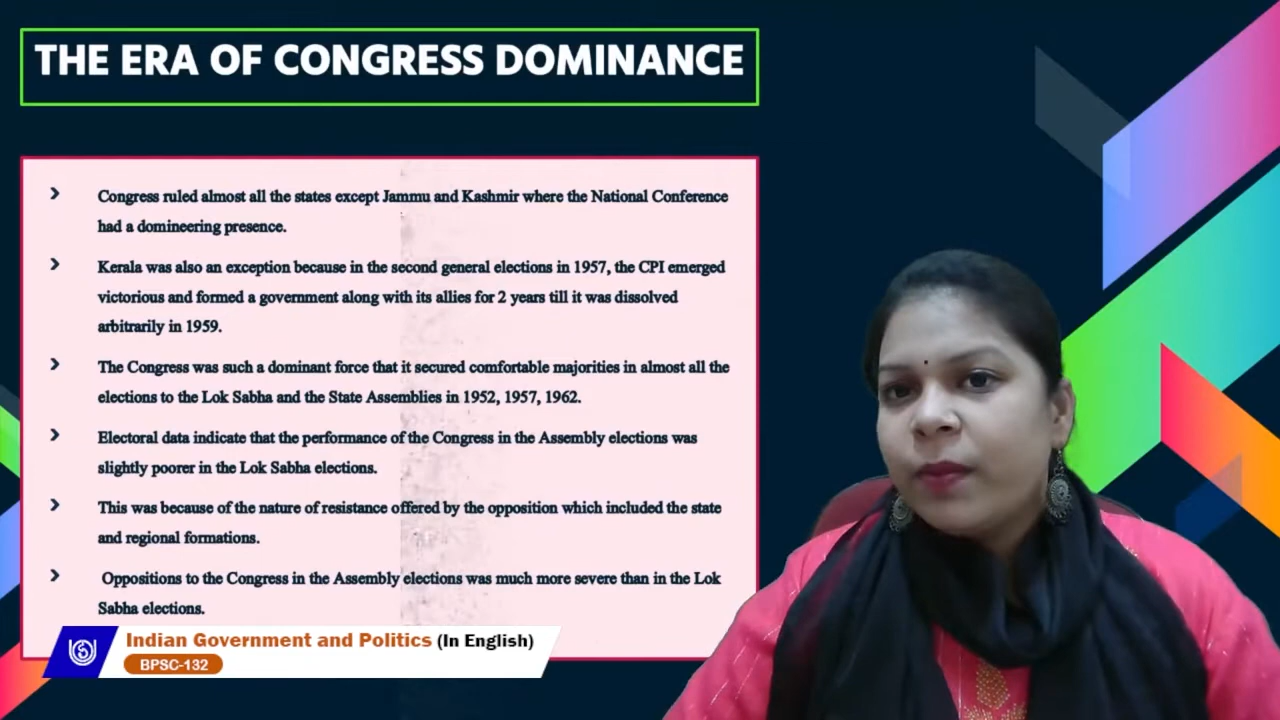 THE ERA OF CONGRESS DOMINANCE
Congress ruled almost all the states except Jammu and Kashmir where the National Conference
had a domineering presence.
Kerala was also an exception because in the second general elections in 1957, the CPI emerged
victorious and formed a government along with its allies for 2 years till it was dissolved
arbitrarily in 1959.
The Congress was such a dominant force that it secured comfortable majorities in almost all the
elections to the Lok Sabha and the State Assemblies in 1952, 1957, 1962.
Electoral data indicate that the performance of the Congress in the Assembly elections was
slightly poorer in the Lok Sabha elections.
This was because of the nature of resistance offered by the opposition which included the state
and regional formations.
Oppositions to the Congress in the Assembly elections was much more severe than in the Lok
Sabha elections.
Indian Government and Politics (In English)
BPSC-132